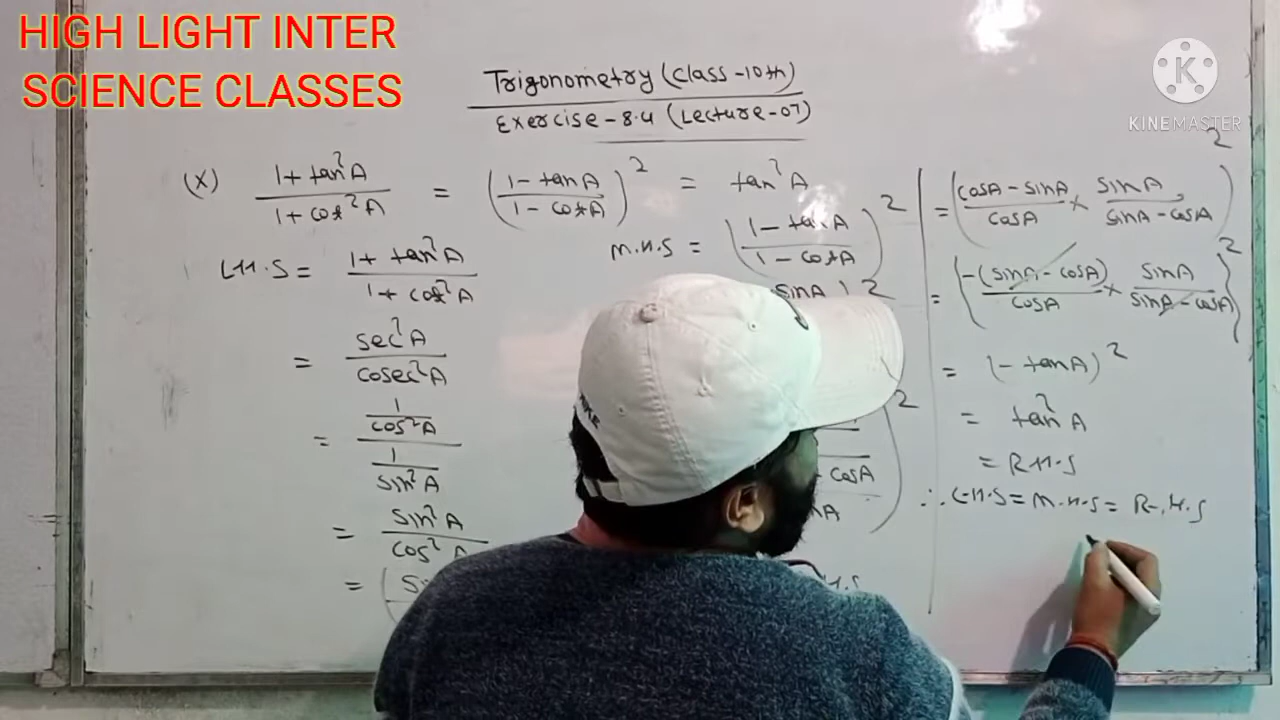 HIGH LIGHT INTER
SCIENCE CLASSES
KINEMASTER
Trigonometry (Class-10th)
Exercise-8.4 (Lecture-07)
(X) (1+tan²A)/(1+cot²A) = ((1-tanA)/(1-cotA))² = tan²A
L.H.S = (1+tan²A)/(1+cot²A)
= sec²A/cosec²A
= (1/cos²A)/(1/sin²A)
= sin²A/cos²A
M.H.S = ((1-tanA)/(1-cotA))²
sinA)²
= ((cosA-sinA)/cosA × sinA/(sinA-cosA))²
= {-(sinA-cosA)/cosA × sinA/(sinA-cosA)}²
= (-tanA)²
= tan²A
= R.H.S
∴ L.H.S = M.H.S = R.H.S